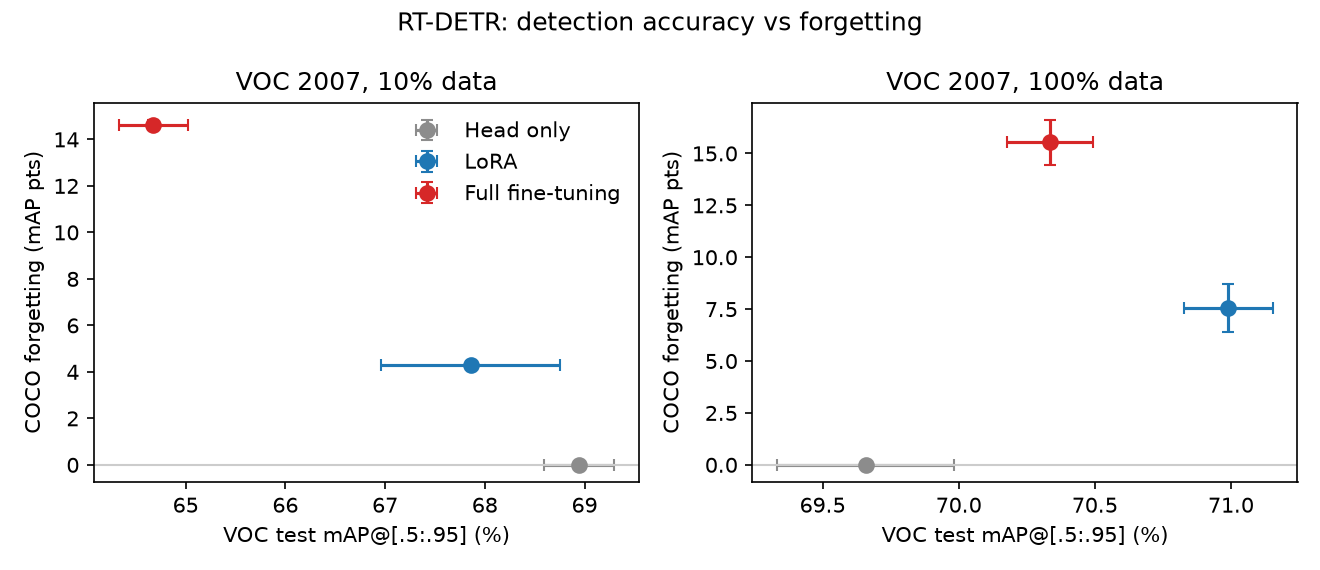 RT-DETR: detection accuracy vs forgetting
VOC 2007, 10% data
COCO forgetting (mAP pts)
14
12
10
8
6
4
2
0
Head only
LoRA
Full fine-tuning
65
66
67
68
69
VOC test mAP@[.5:.95] (%)
VOC 2007, 100% data
COCO forgetting (mAP pts)
15.0
12.5
10.0
7.5
5.0
2.5
0.0
69.5
70.0
70.5
71.0
VOC test mAP@[.5:.95] (%)